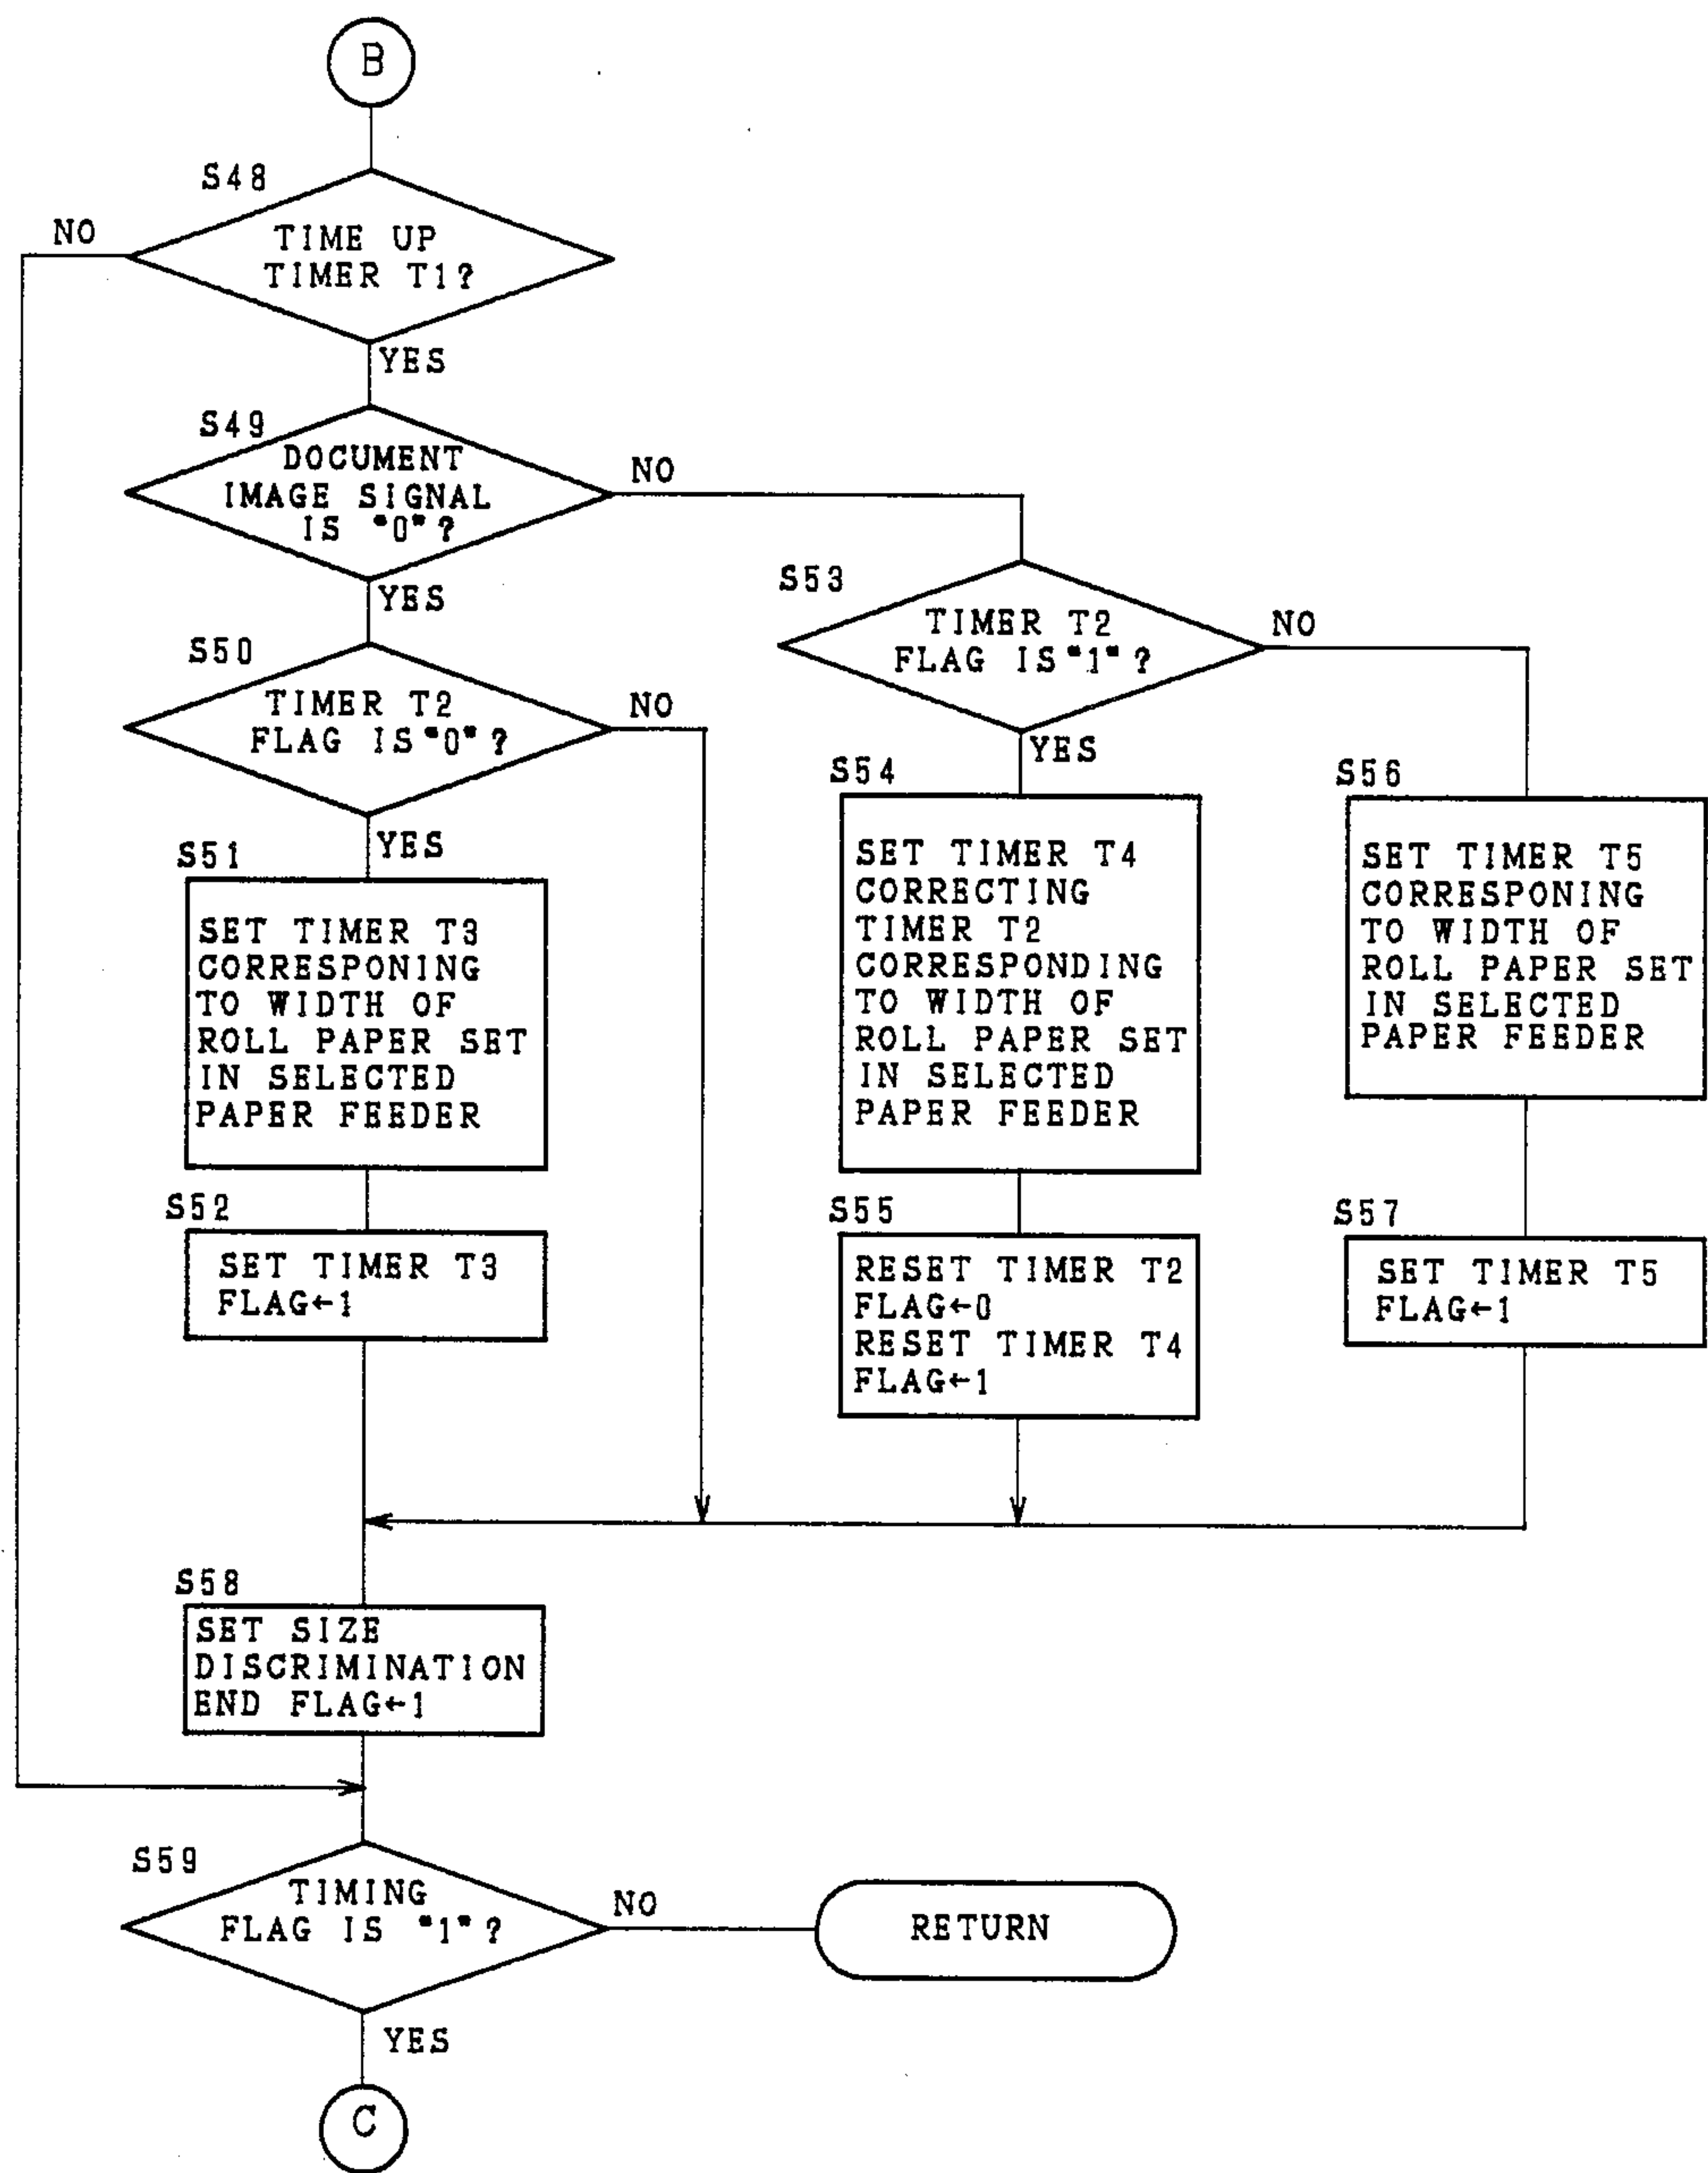 B
S48
TIME UP
TIMER T1?
NO
YES
S49
DOCUMENT
IMAGE SIGNAL
IS "0"?
NO
YES
S50
TIMER T2
FLAG IS "0"?
NO
YES
S51
SET TIMER T3
CORRESPONING
TO WIDTH OF
ROLL PAPER SET
IN SELECTED
PAPER FEEDER
S52
SET TIMER T3
FLAG←1
S53
TIMER T2
FLAG IS "1"?
NO
YES
S54
SET TIMER T4
CORRECTING
TIMER T2
CORRESPONDING
TO WIDTH OF
ROLL PAPER SET
IN SELECTED
PAPER FEEDER
S55
RESET TIMER T2
FLAG←0
RESET TIMER T4
FLAG←1
S56
SET TIMER T5
CORRESPONING
TO WIDTH OF
ROLL PAPER SET
IN SELECTED
PAPER FEEDER
S57
SET TIMER T5
FLAG←1
S58
SET SIZE
DISCRIMINATION
END FLAG←1
S59
TIMING
FLAG IS "1"?
NO
RETURN
YES
C